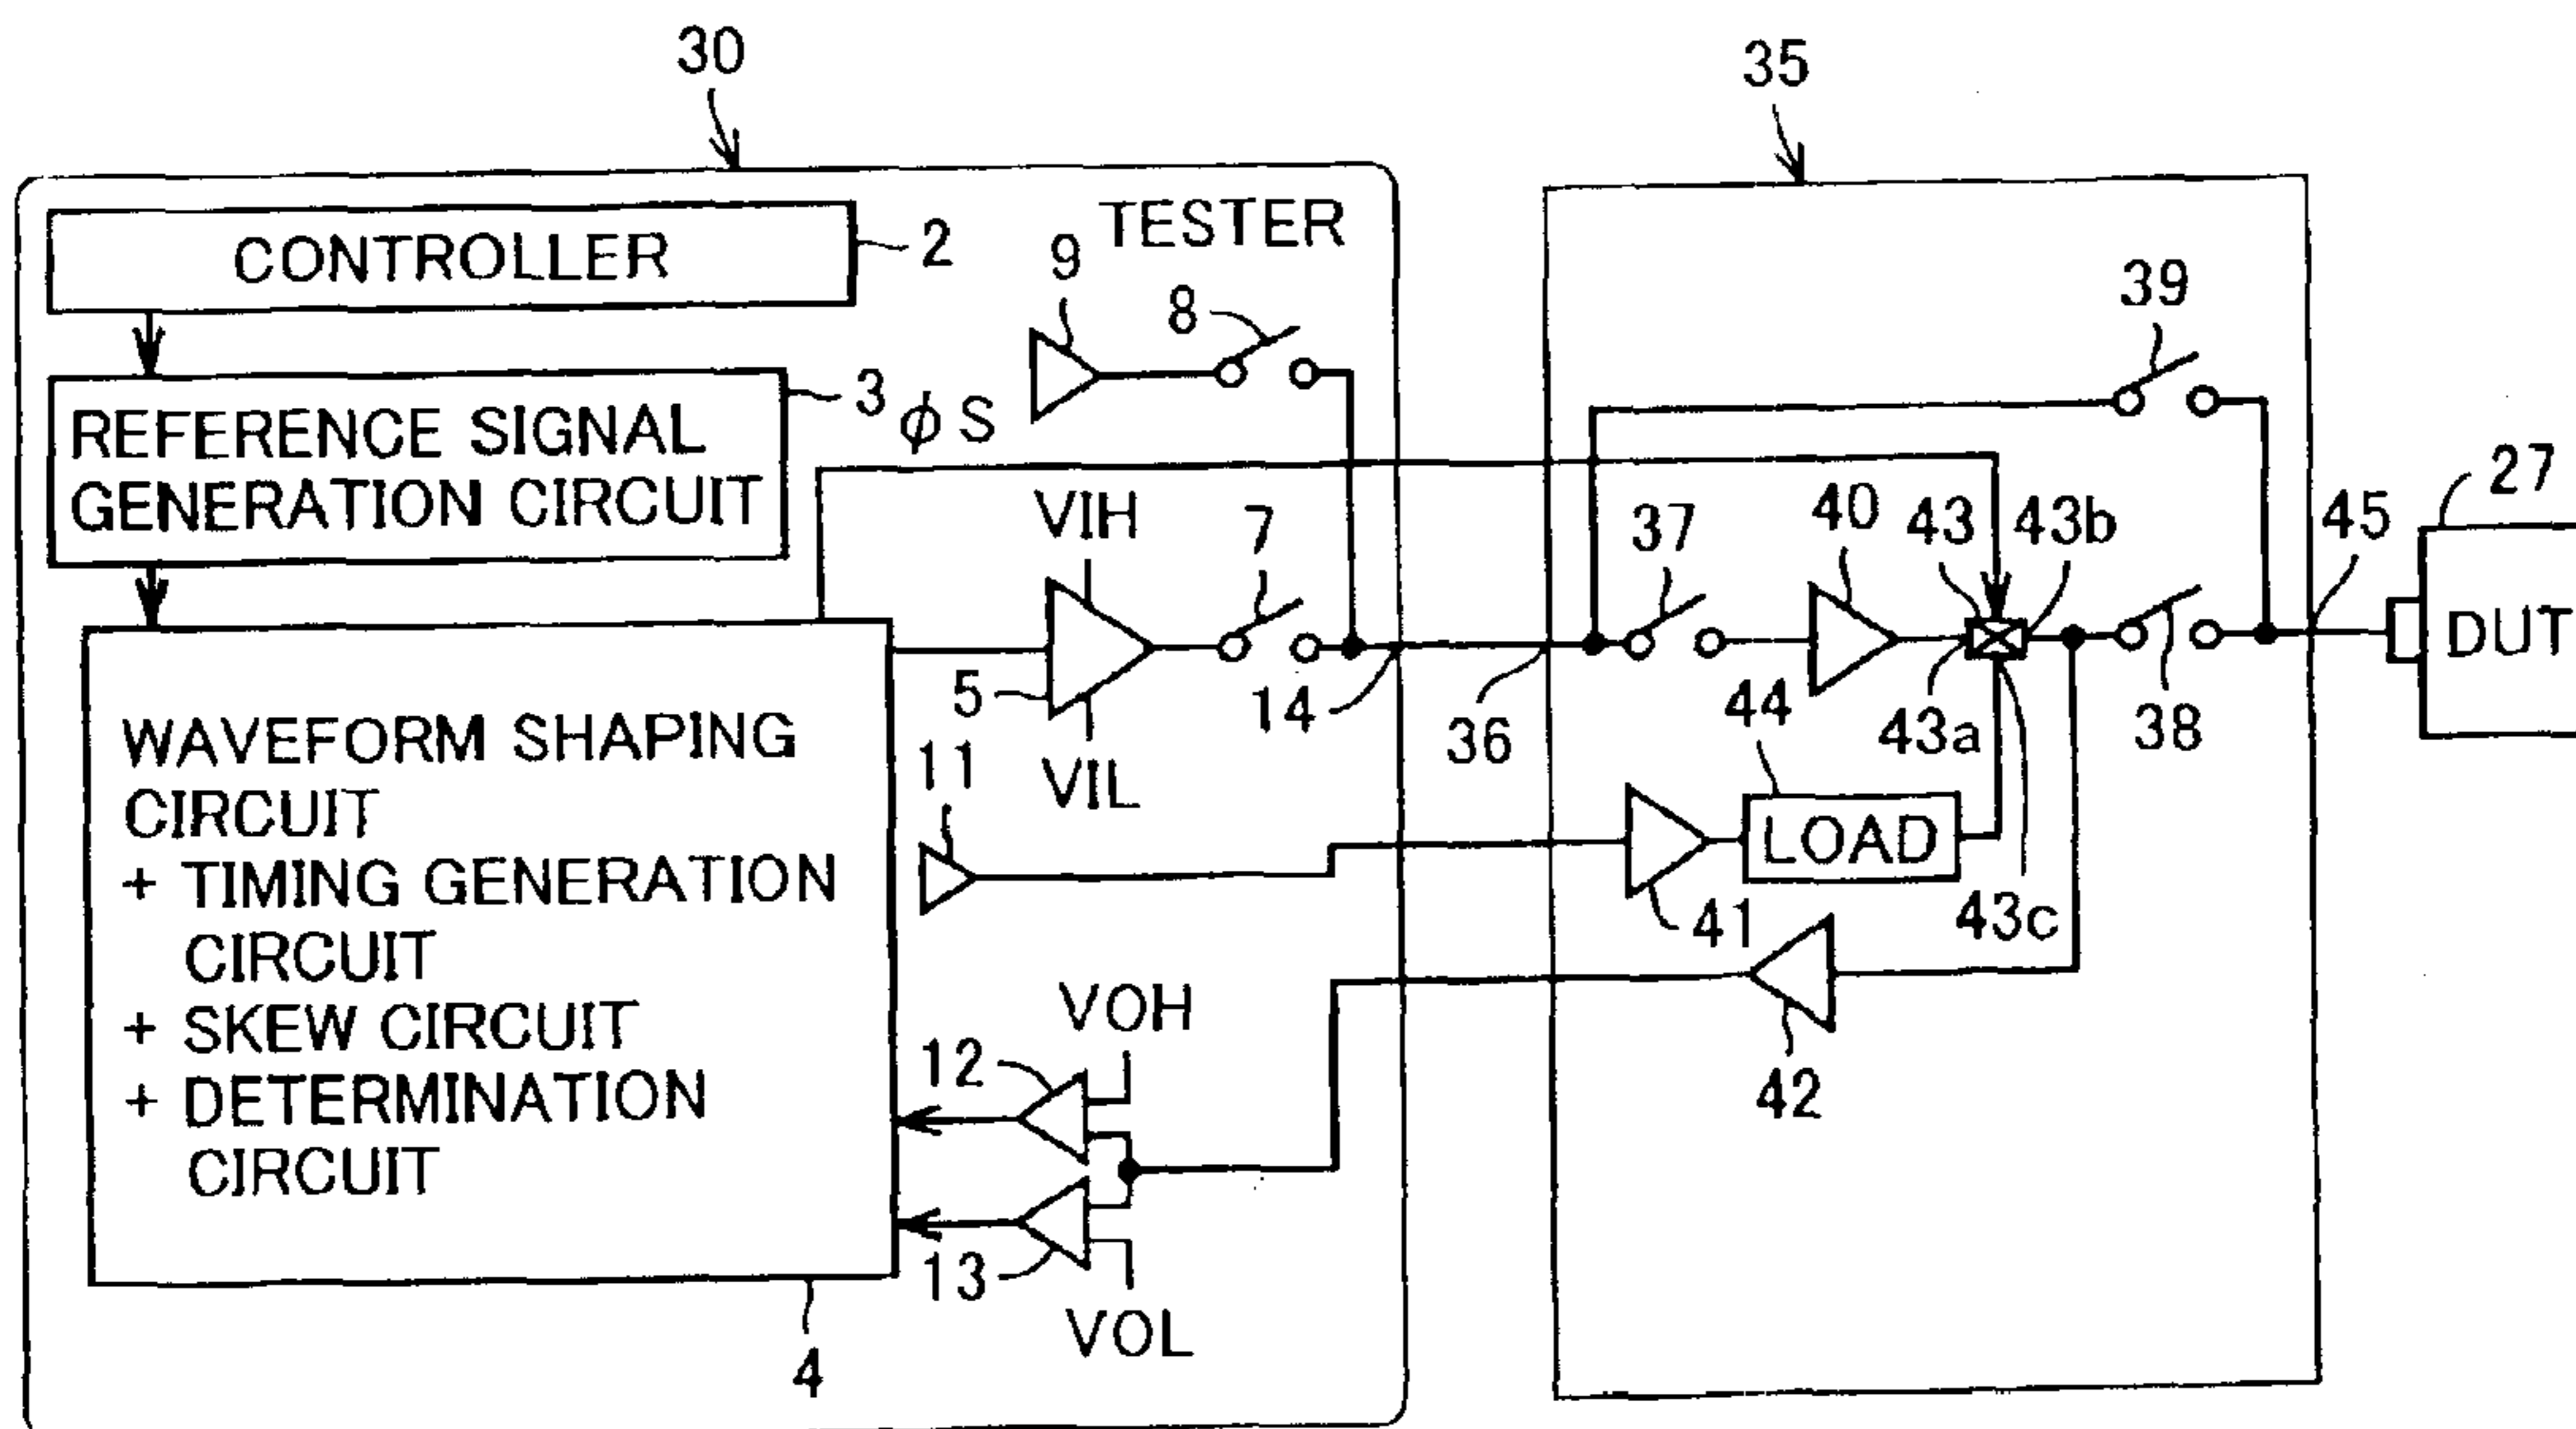 30
35
CONTROLLER
2
TESTER
9
8
39
REFERENCE SIGNAL
GENERATION CIRCUIT
3
φS
VIH
7
37
40
43
43b
45
27
DUT
5
VIL
14
36
44
43a
38
WAVEFORM SHAPING
CIRCUIT
+ TIMING GENERATION
CIRCUIT
+ SKEW CIRCUIT
+ DETERMINATION
CIRCUIT
11
LOAD
41
43c
42
VOH
12
13
VOL
4